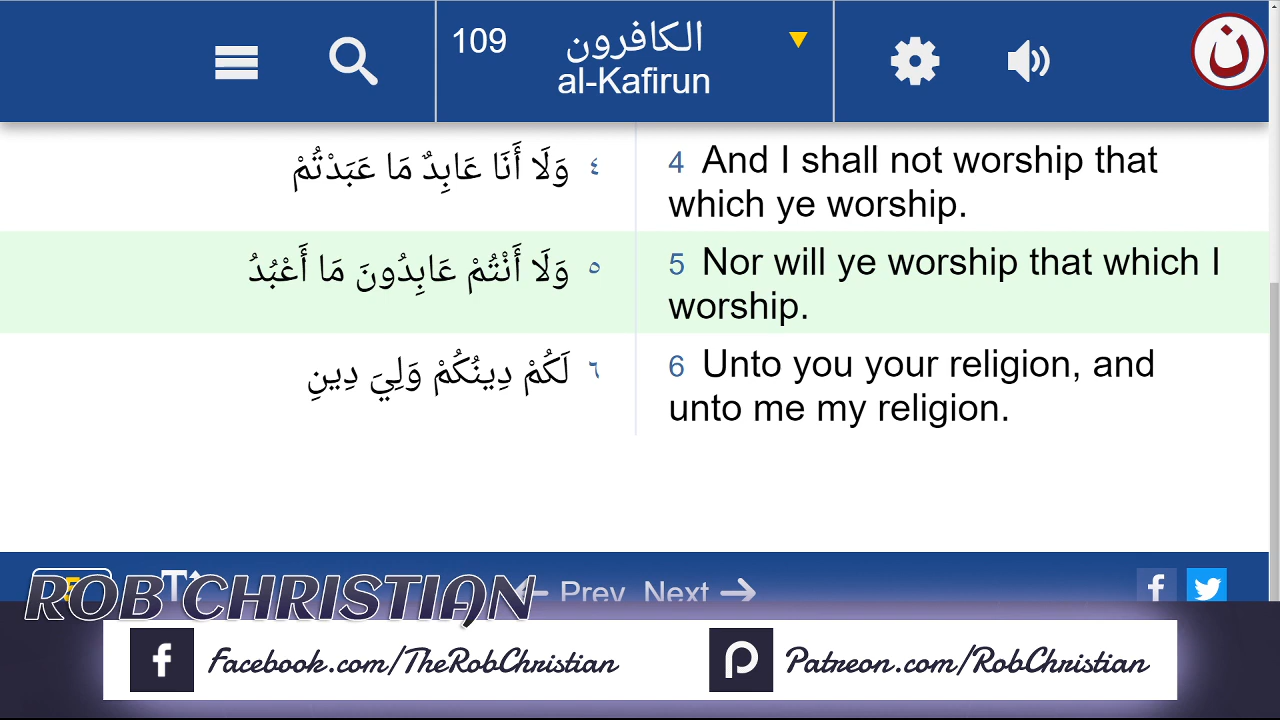 109 الكافرون
al-Kafirun
ن
٤ وَلَا أَنَا عَابِدٌ مَا عَبَدْتُمْ
4 And I shall not worship that
which ye worship.
٥ وَلَا أَنْتُمْ عَابِدُونَ مَا أَعْبُدُ
5 Nor will ye worship that which I
worship.
٦ لَكُمْ دِينُكُمْ وَلِيَ دِينِ
6 Unto you your religion, and
unto me my religion.
T
Prev Next
ROB CHRISTIAN
Facebook.com/TheRobChristian
Patreon.com/RobChristian